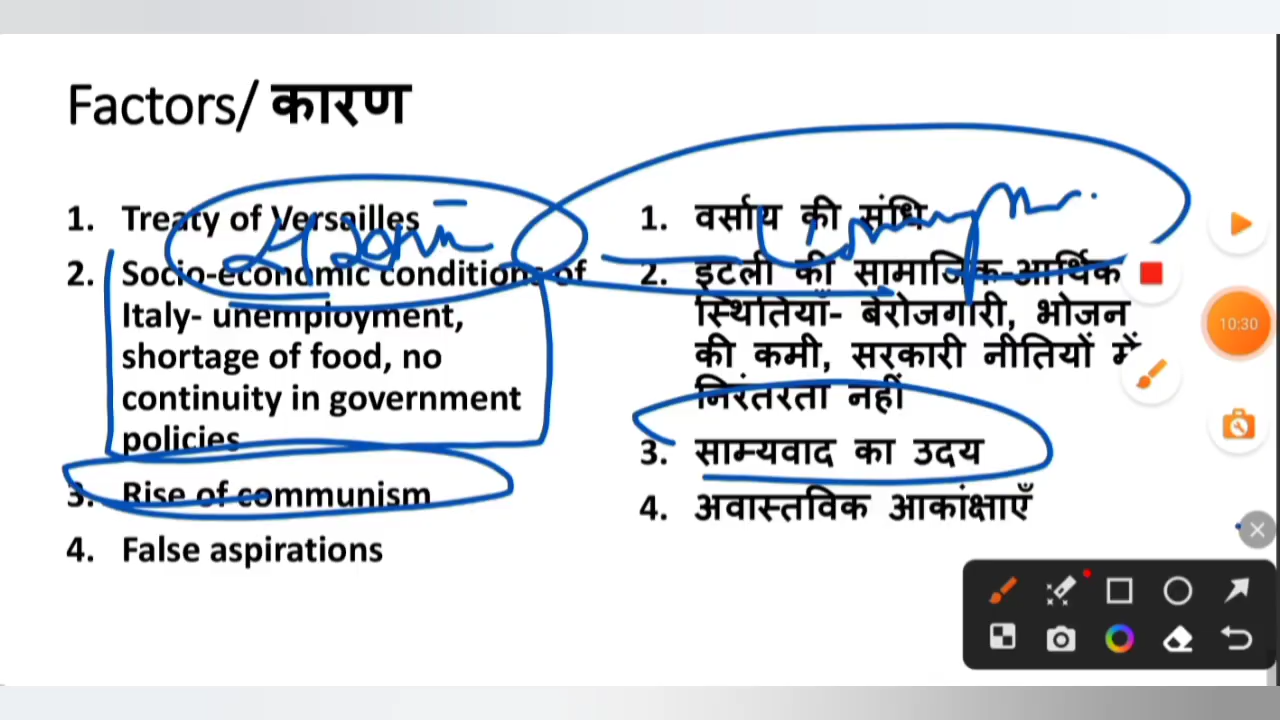 Factors/ कारण
1. Treaty of Versailles
2. Socio-economic conditions of
Italy- unemployment,
shortage of food, no
continuity in government
policies
3. Rise of communism
4. False aspirations
1. वर्साय की संधि
2. इटली की सामाजिक-आर्थिक
स्थितियाँ- बेरोजगारी, भोजन
की कमी, सरकारी नीतियों में
निरंतरता नहीं
3. साम्यवाद का उदय
4. अवास्तविक आकांक्षाएँ
10:30